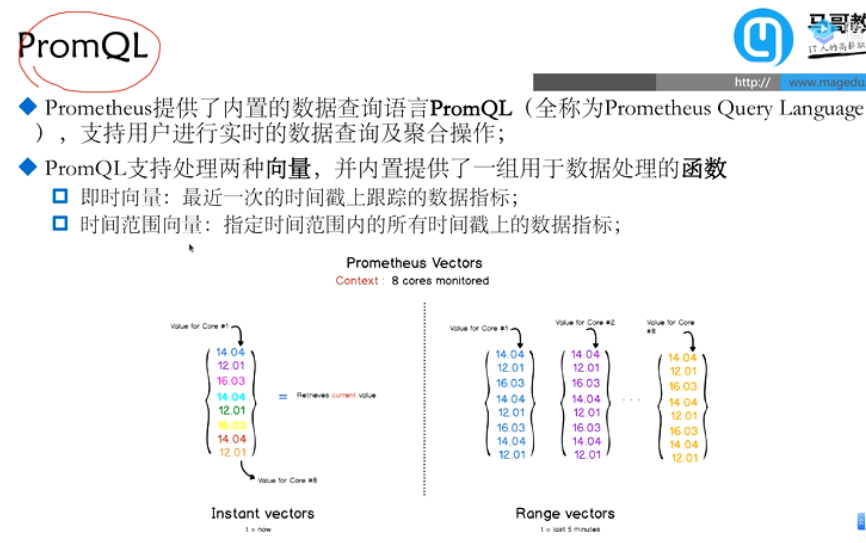 PromQL
马哥教
IT人的高薪职
http:// www.magedu
Prometheus提供了内置的数据查询语言PromQL（全称为Prometheus Query Language
），支持用户进行实时的数据查询及聚合操作；
PromQL支持处理两种向量，并内置提供了一组用于数据处理的函数
即时向量：最近一次的时间戳上跟踪的数据指标；
时间范围向量：指定时间范围内的所有时间戳上的数据指标；
Prometheus Vectors
Context : 8 cores monitored
Value for Core #1
14.04
12.01
16.03
14.04
12.01
16.03
14.04
12.01
= Retrieves current value
Value for Core #8
Instant vectors
t = now
Value for Core #1 Value for Core #2 Value for Core
#8
14.04 14.04 14.04
12.01 12.01 12.01
16.03 16.03 16.03
14.04 14.04 14.04
12.01 12.01 12.01
16.03 16.03 16.03
14.04 14.04 14.04
12.01 12.01 12.01
. . .
Range vectors
t = last 5 minutes